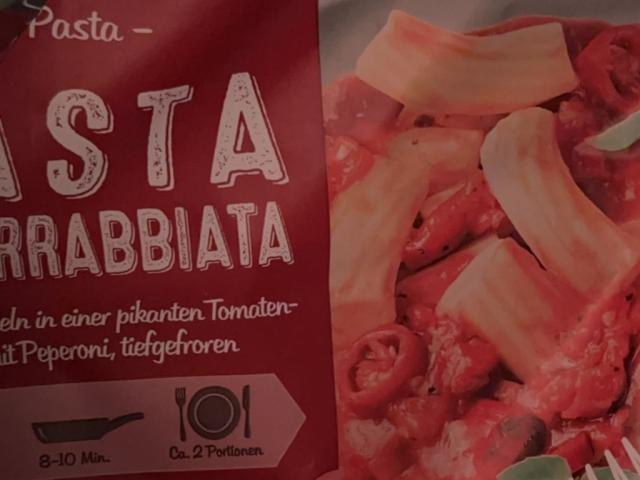 Pasta –
ASTA
RRABBIATA
eln in einer pikanten Tomaten-
it Peperoni, tiefgefroren
8-10 Min.
Ca. 2 Portionen